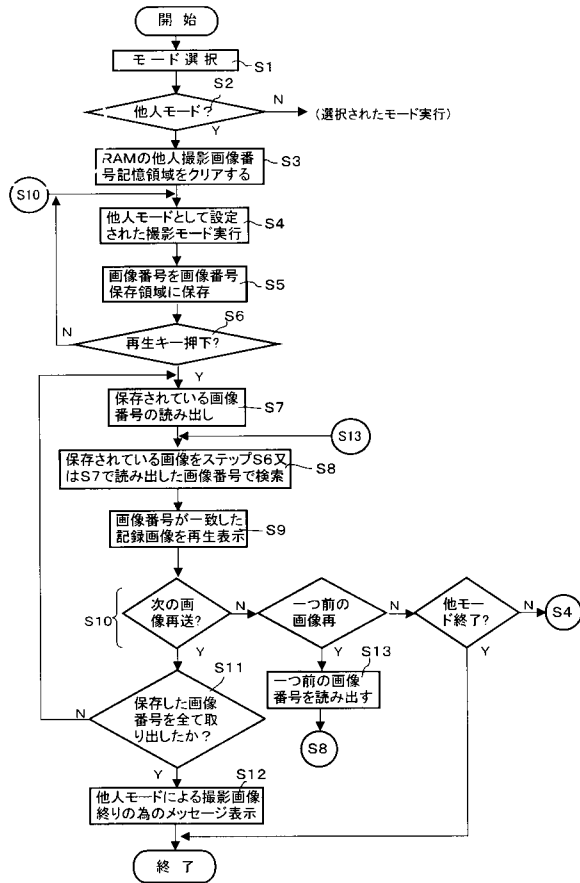 開 始
モード選択
S1
S2
他人モード?
N
(選択されたモード実行)
Y
RAMの他人撮影画像番
号記憶領域をクリアする
S3
S10
他人モードとして設定
された撮影モード実行
S4
画像番号を画像番号
保存領域に保存
S5
S6
N
再生キー押下?
Y
保存されている画像
番号の読み出し
S7
S13
保存されている画像をステップS6又
はS7で読み出した画像番号で検索
S8
画像番号が一致した
記録画像を再生表示
S9
S10
次の画
像再送?
N
一つ前の
画像再
N
他モー
ド終了?
N
S4
Y
Y
Y
S11
S13
一つ前の画像
番号を読み出す
N
保存した画像
番号を全て取
り出したか?
S8
Y
S12
他人モードによる撮影画像
終りの為のメッセージ表示
終 了